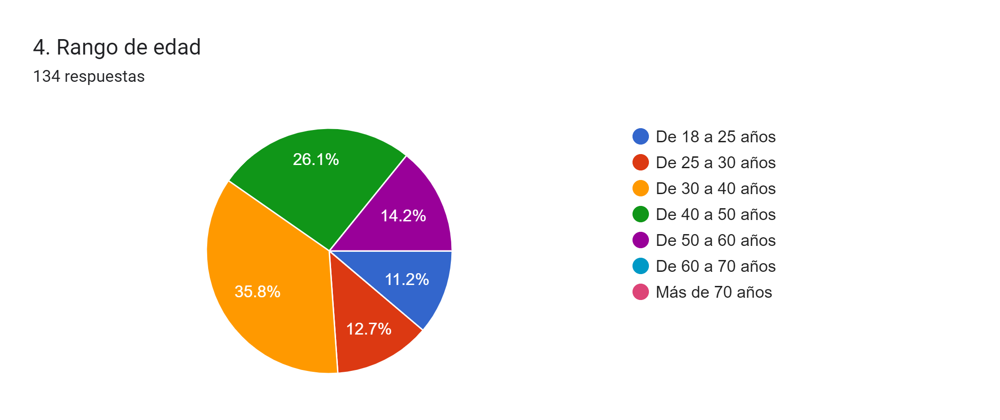 4. Rango de edad
134 respuestas
26.1%
14.2%
11.2%
35.8%
12.7%
De 18 a 25 años
De 25 a 30 años
De 30 a 40 años
De 40 a 50 años
De 50 a 60 años
De 60 a 70 años
Más de 70 años